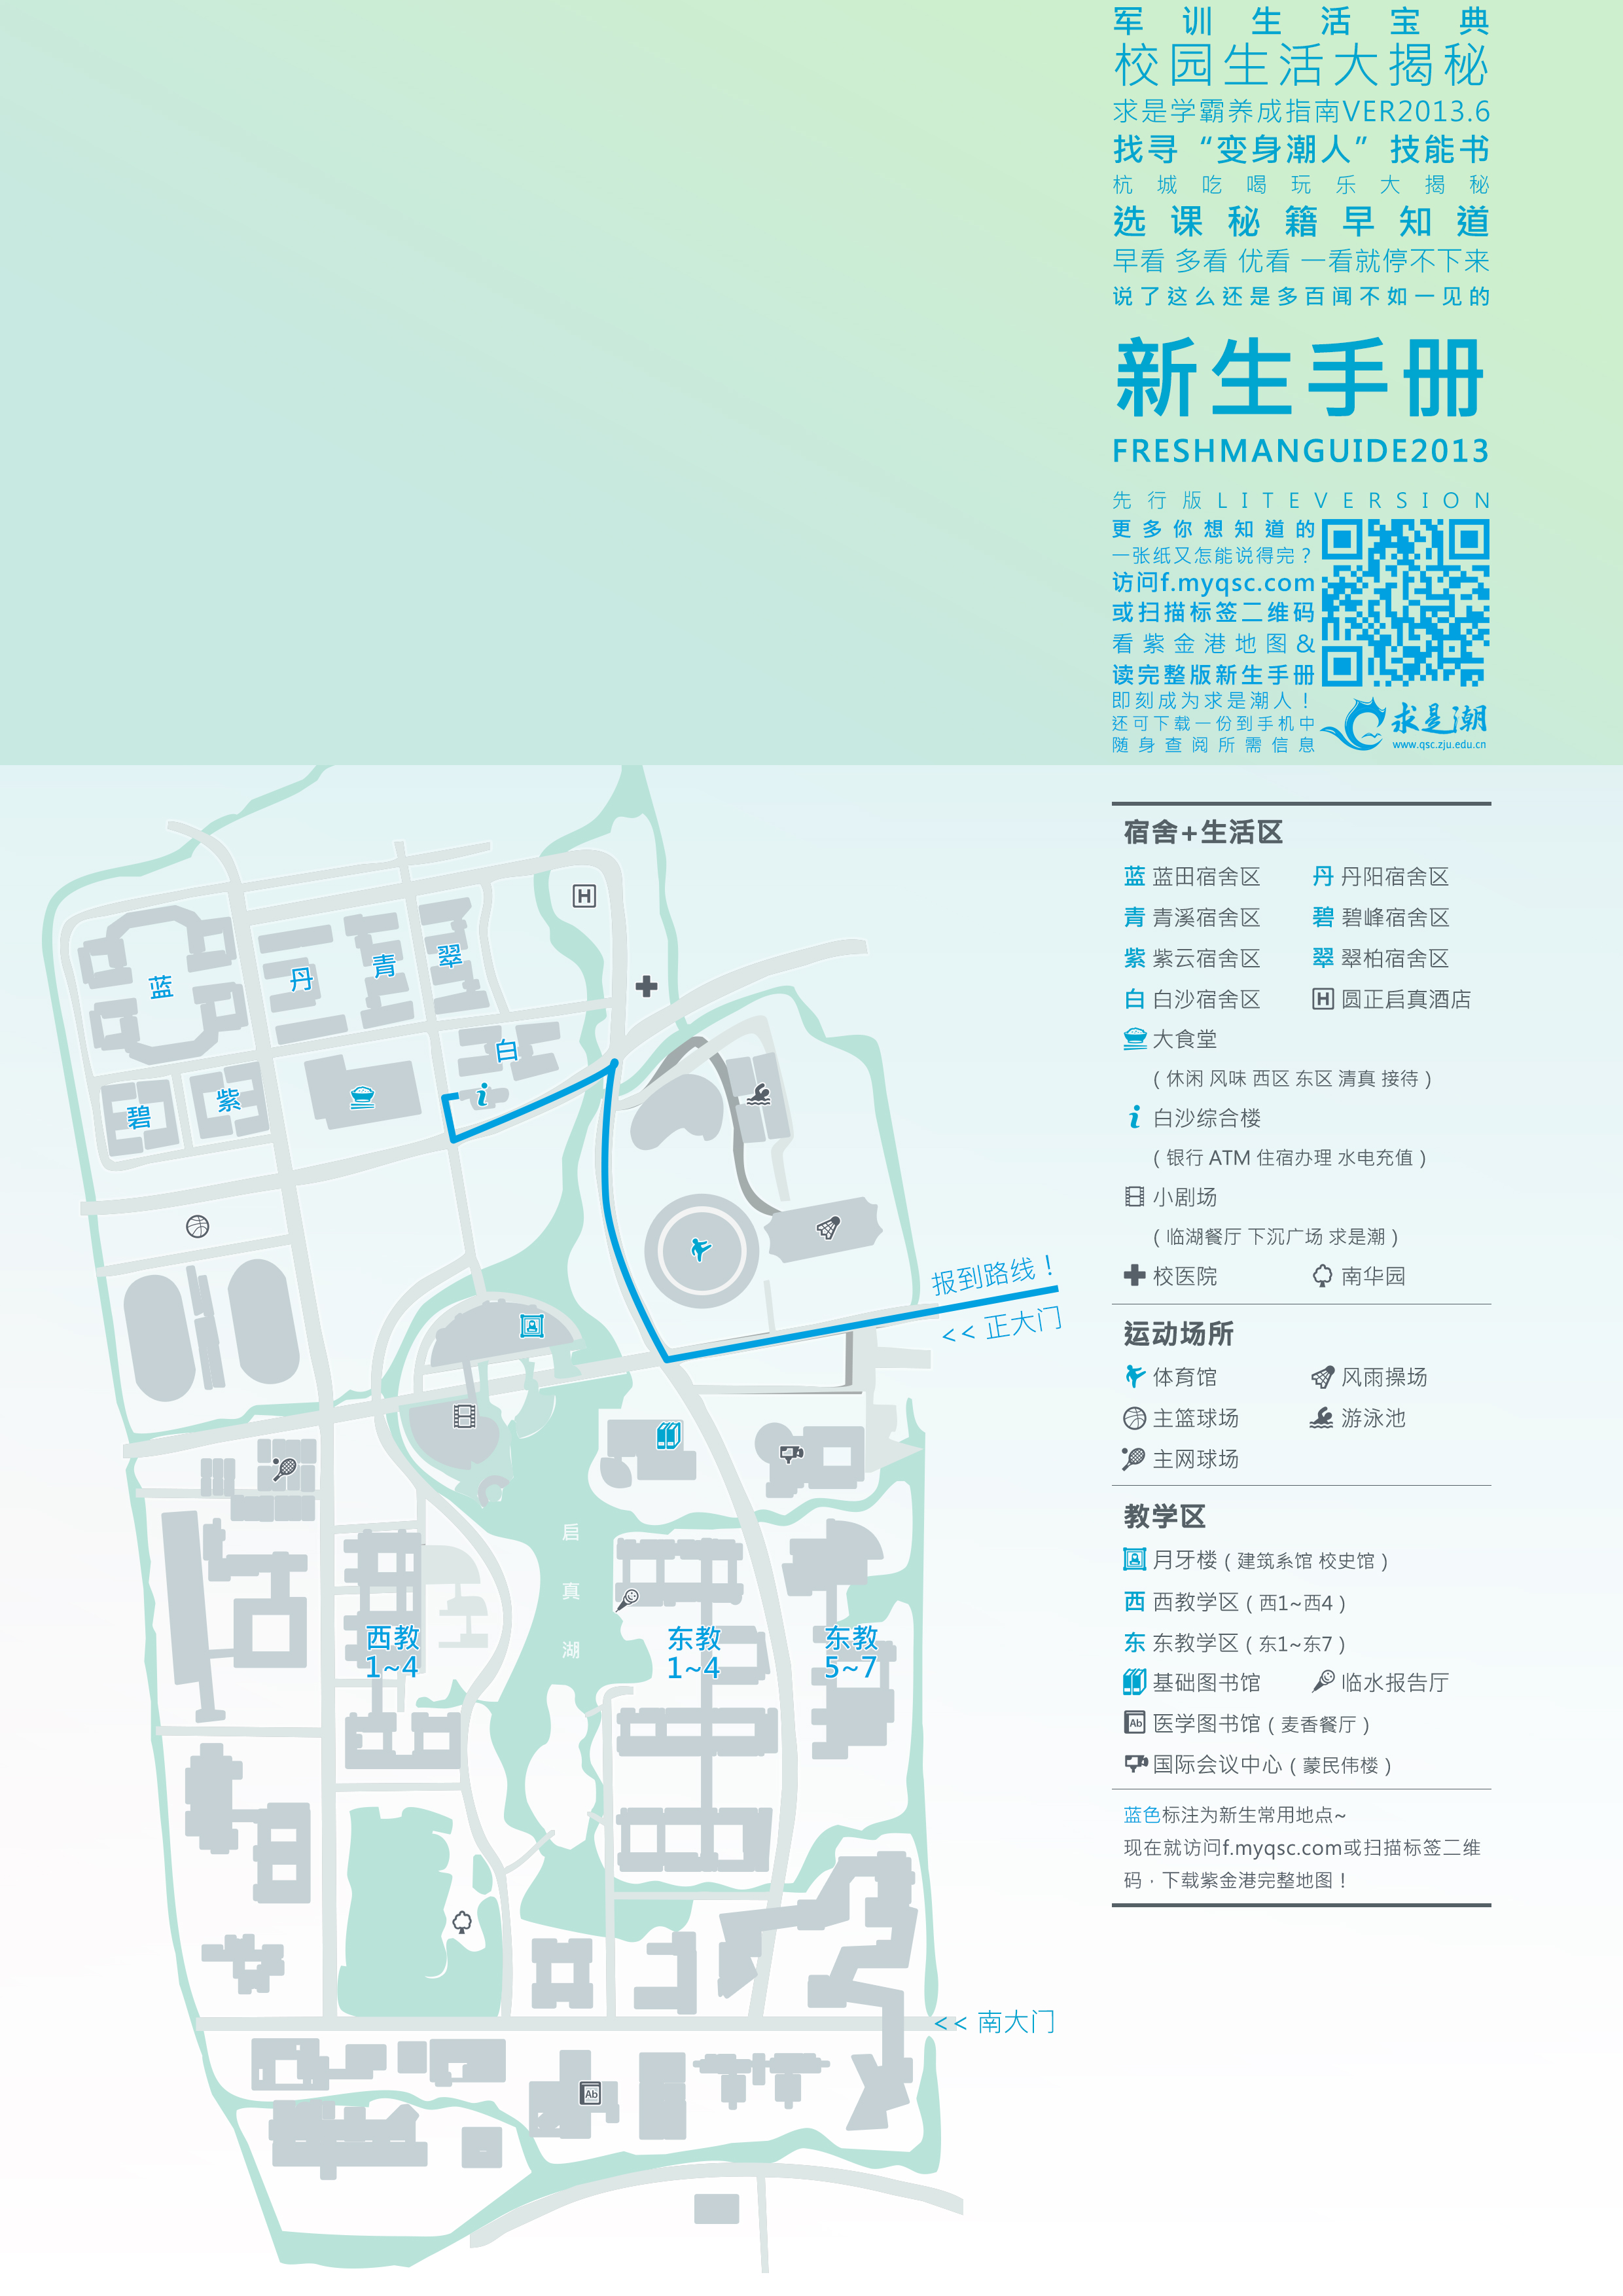 军训生活宝典
校园生活大揭秘
求是学霸养成指南VER2013.6
找寻“变身潮人”技能书
杭城吃喝玩乐大揭秘
选课秘籍早知道
早看 多看 优看 一看就停不下来
说了这么还是多百闻不如一见的
新生手册
FRESHMANGUIDE2013
先行版LITEVERSION
更多你想知道的
一张纸又怎能说得完？
访问f.myqsc.com
或扫描标签二维码
看紫金港地图&
读完整版新生手册
即刻成为求是潮人！
还可下载一份到手机中
随身查阅所需信息
求是潮
www.qsc.zju.edu.cn
H
翠
青
丹
蓝
白
i
紫
碧
报到路线！
<< 正大门
启
真
湖
西教
1~4
东教
1~4
东教
5~7
<< 南大门
Ab
宿舍+生活区
蓝 蓝田宿舍区 丹 丹阳宿舍区
青 青溪宿舍区 碧 碧峰宿舍区
紫 紫云宿舍区 翠 翠柏宿舍区
白 白沙宿舍区 H 圆正启真酒店
大食堂
（休闲 风味 西区 东区 清真 接待）
i 白沙综合楼
（银行 ATM 住宿办理 水电充值）
小剧场
（临湖餐厅 下沉广场 求是潮）
校医院 南华园
运动场所
体育馆 风雨操场
主篮球场 游泳池
主网球场
教学区
月牙楼（建筑系馆 校史馆）
西 西教学区（西1~西4）
东 东教学区（东1~东7）
基础图书馆 临水报告厅
Ab 医学图书馆（麦香餐厅）
国际会议中心（蒙民伟楼）
蓝色标注为新生常用地点~
现在就访问f.myqsc.com或扫描标签二维
码，下载紫金港完整地图！